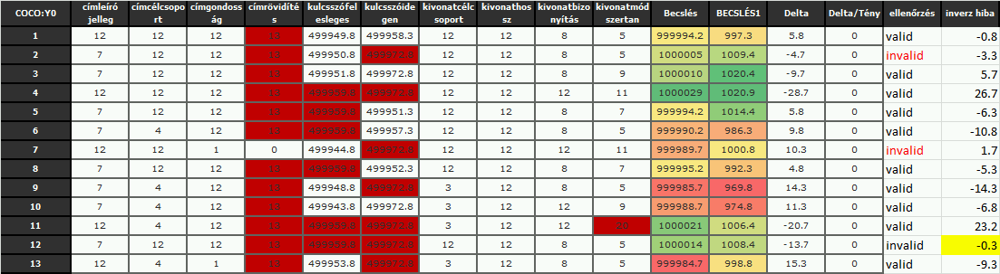 COCO:Y0 címleíró jelleg címcélcsoport címgondosság címrövidítés kulcsszófelesleges kulcsszóidegen kivonatcélcsoport kivonathossz kivonatbizonyítás kivonatmódszertan Becslés BECSLÉS1 Delta Delta/Tény ellenőrzés inverz hiba
1 12 12 12 13 499949.8 499958.3 12 12 8 5 999994.2 997.3 5.8 0 valid -0.8
2 7 12 12 13 499950.8 499972.8 12 12 8 5 1000005 1009.4 -4.7 0 invalid -3.3
3 7 12 12 13 499951.8 499972.8 12 12 8 9 1000010 1020.4 -9.7 0 valid 5.7
4 12 12 12 13 499959.8 499972.8 12 12 12 11 1000029 1020.9 -28.7 0 valid 26.7
5 7 12 12 13 499959.8 499951.3 12 12 8 7 999994.2 1014.4 5.8 0 valid -6.3
6 7 4 12 13 499959.8 499957.3 12 12 8 5 999990.2 986.3 9.8 0 valid -10.8
7 12 12 1 0 499944.8 499972.8 12 12 12 11 999989.7 1000.8 10.3 0 invalid 1.7
8 7 12 12 13 499959.8 499952.3 12 12 8 5 999995.2 992.3 4.8 0 valid -5.3
9 7 4 12 13 499948.8 499972.8 3 12 8 5 999985.7 969.8 14.3 0 valid -14.3
10 7 4 12 13 499943.8 499972.8 3 12 12 9 999988.7 974.8 11.3 0 valid -6.8
11 12 4 12 13 499959.8 499972.8 3 12 12 20 1000021 1006.4 -20.7 0 valid 23.2
12 7 12 12 13 499959.8 499972.8 12 12 8 5 1000014 1008.4 -13.7 0 invalid -0.3
13 12 4 1 13 499953.8 499972.8 3 12 8 5 999984.7 998.8 15.3 0 valid -9.3